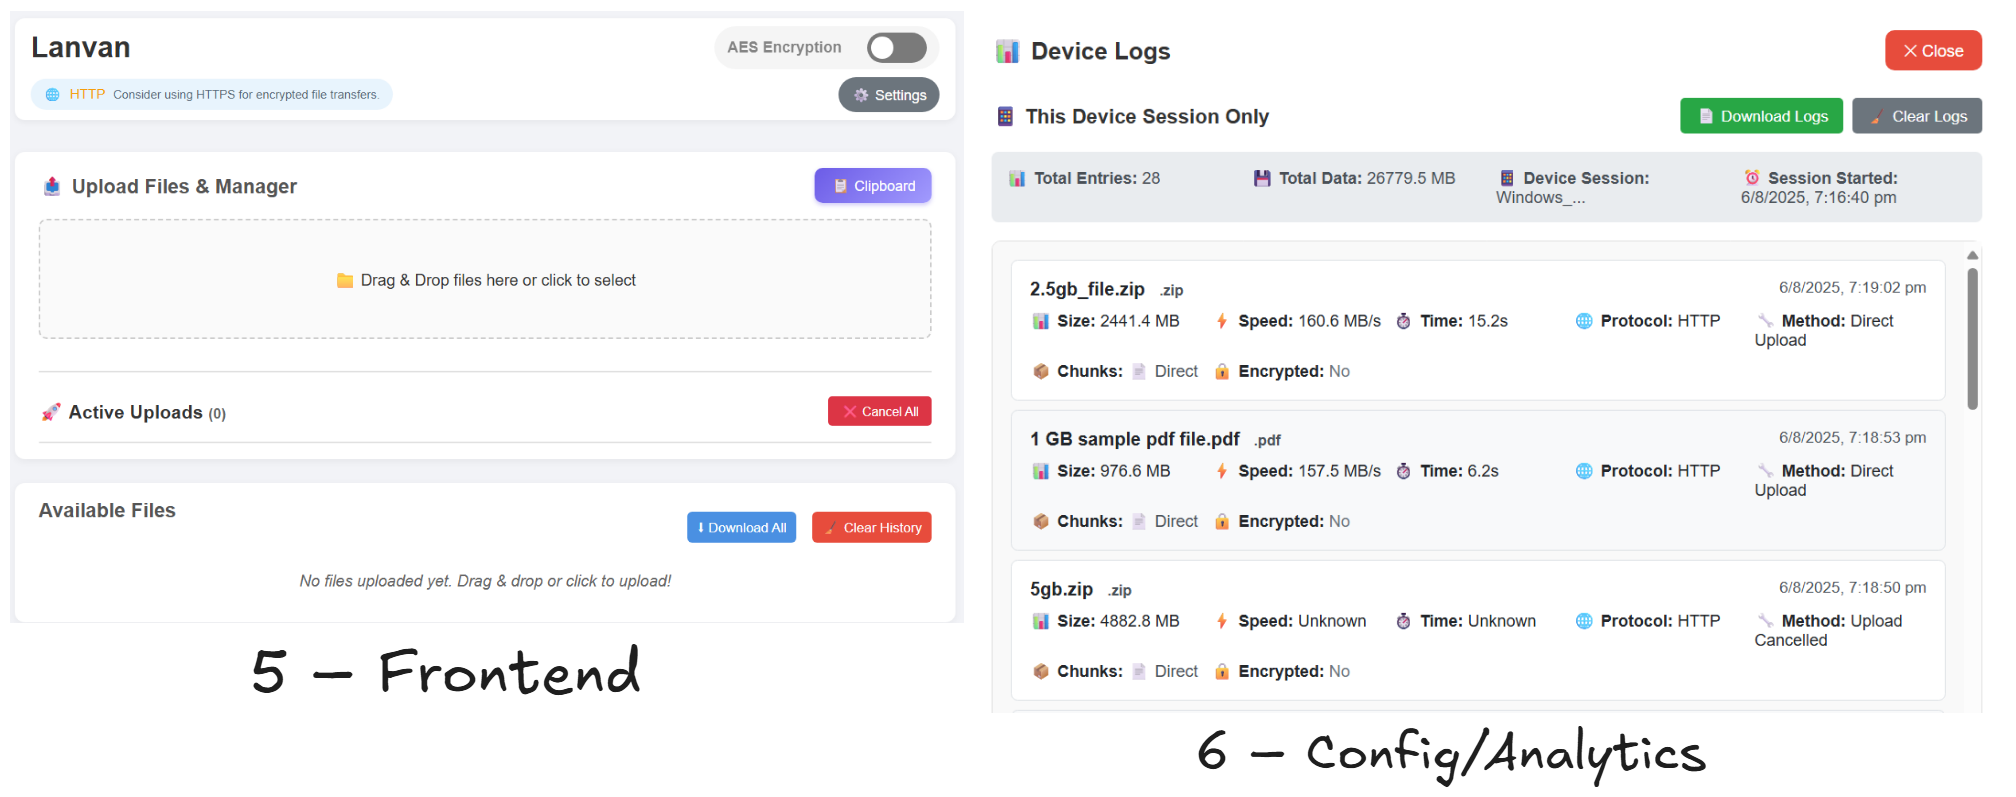 Lanvan
AES Encryption
HTTP Consider using HTTPS for encrypted file transfers.
Settings
Upload Files & Manager
Clipboard
Drag & Drop files here or click to select
Active Uploads (0)
Cancel All
Available Files
Download All
Clear History
No files uploaded yet. Drag & drop or click to upload!
5 – Frontend
Device Logs
Close
This Device Session Only
Download Logs
Clear Logs
Total Entries: 28
Total Data: 26779.5 MB
Device Session:
Windows_...
Session Started:
6/8/2025, 7:16:40 pm
2.5gb_file.zip .zip
6/8/2025, 7:19:02 pm
Size: 2441.4 MB Speed: 160.6 MB/s Time: 15.2s Protocol: HTTP Method: Direct
Upload
Chunks: Direct Encrypted: No
1 GB sample pdf file.pdf .pdf
6/8/2025, 7:18:53 pm
Size: 976.6 MB Speed: 157.5 MB/s Time: 6.2s Protocol: HTTP Method: Direct
Upload
Chunks: Direct Encrypted: No
5gb.zip .zip
6/8/2025, 7:18:50 pm
Size: 4882.8 MB Speed: Unknown Time: Unknown Protocol: HTTP Method: Upload
Cancelled
Chunks: Direct Encrypted: No
6 – Config/Analytics